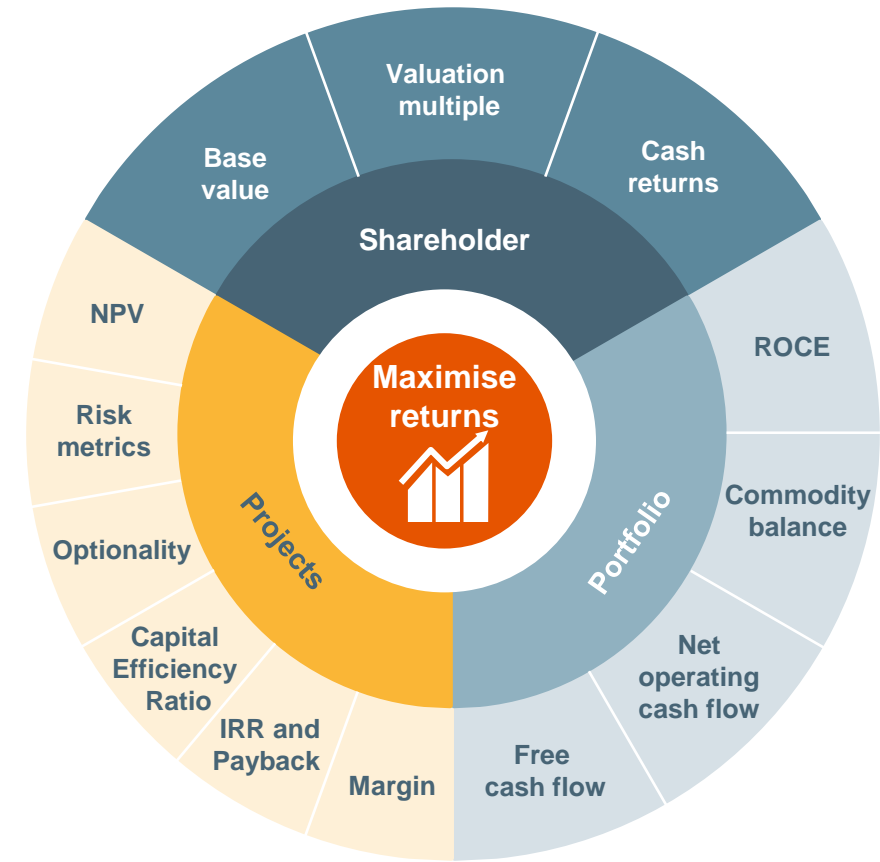 Valuation
multiple
Base
value
Cash
returns
Shareholder
NPV
ROCE
Maximise
returns
Risk
metrics
Commodity
balance
Projects
Portfolio
Optionality
Capital
Efficiency
Ratio
Net
operating
cash flow
IRR and
Payback
Free
cash flow
Margin